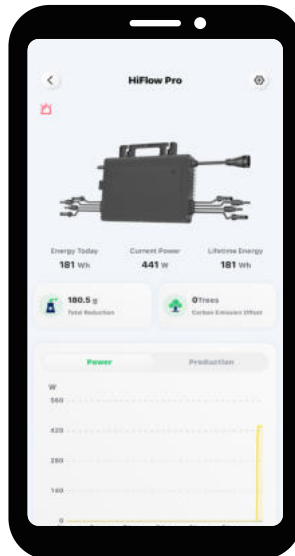 HiFlow Pro
Energy Today Current Power Lifetime Energy
181 Wh 441 W 181 Wh
180.5 g
Total Reduction
0Trees
Carbon Emission Offset
Power Production
W
560
420
280
140
0